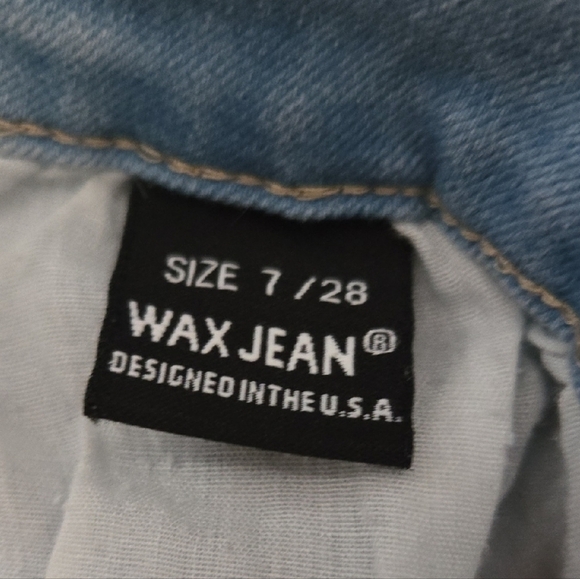 SIZE 7/28
WAX JEAN®
DESIGNED IN THE U.S.A.